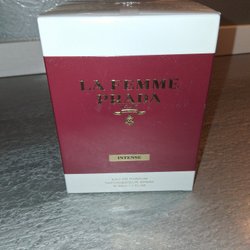 LA FEMME
PRADA
INTENSE
EAU DE PARFUM